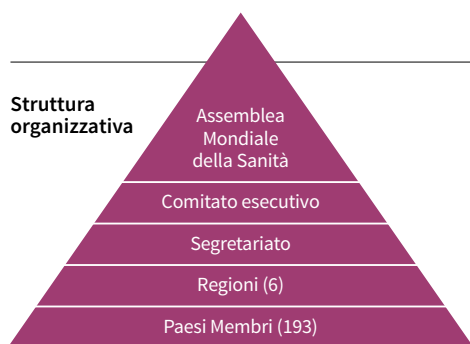 Struttura
organizzativa
Assemblea
Mondiale
della Sanità
Comitato esecutivo
Segretariato
Regioni (6)
Paesi Membri (193)